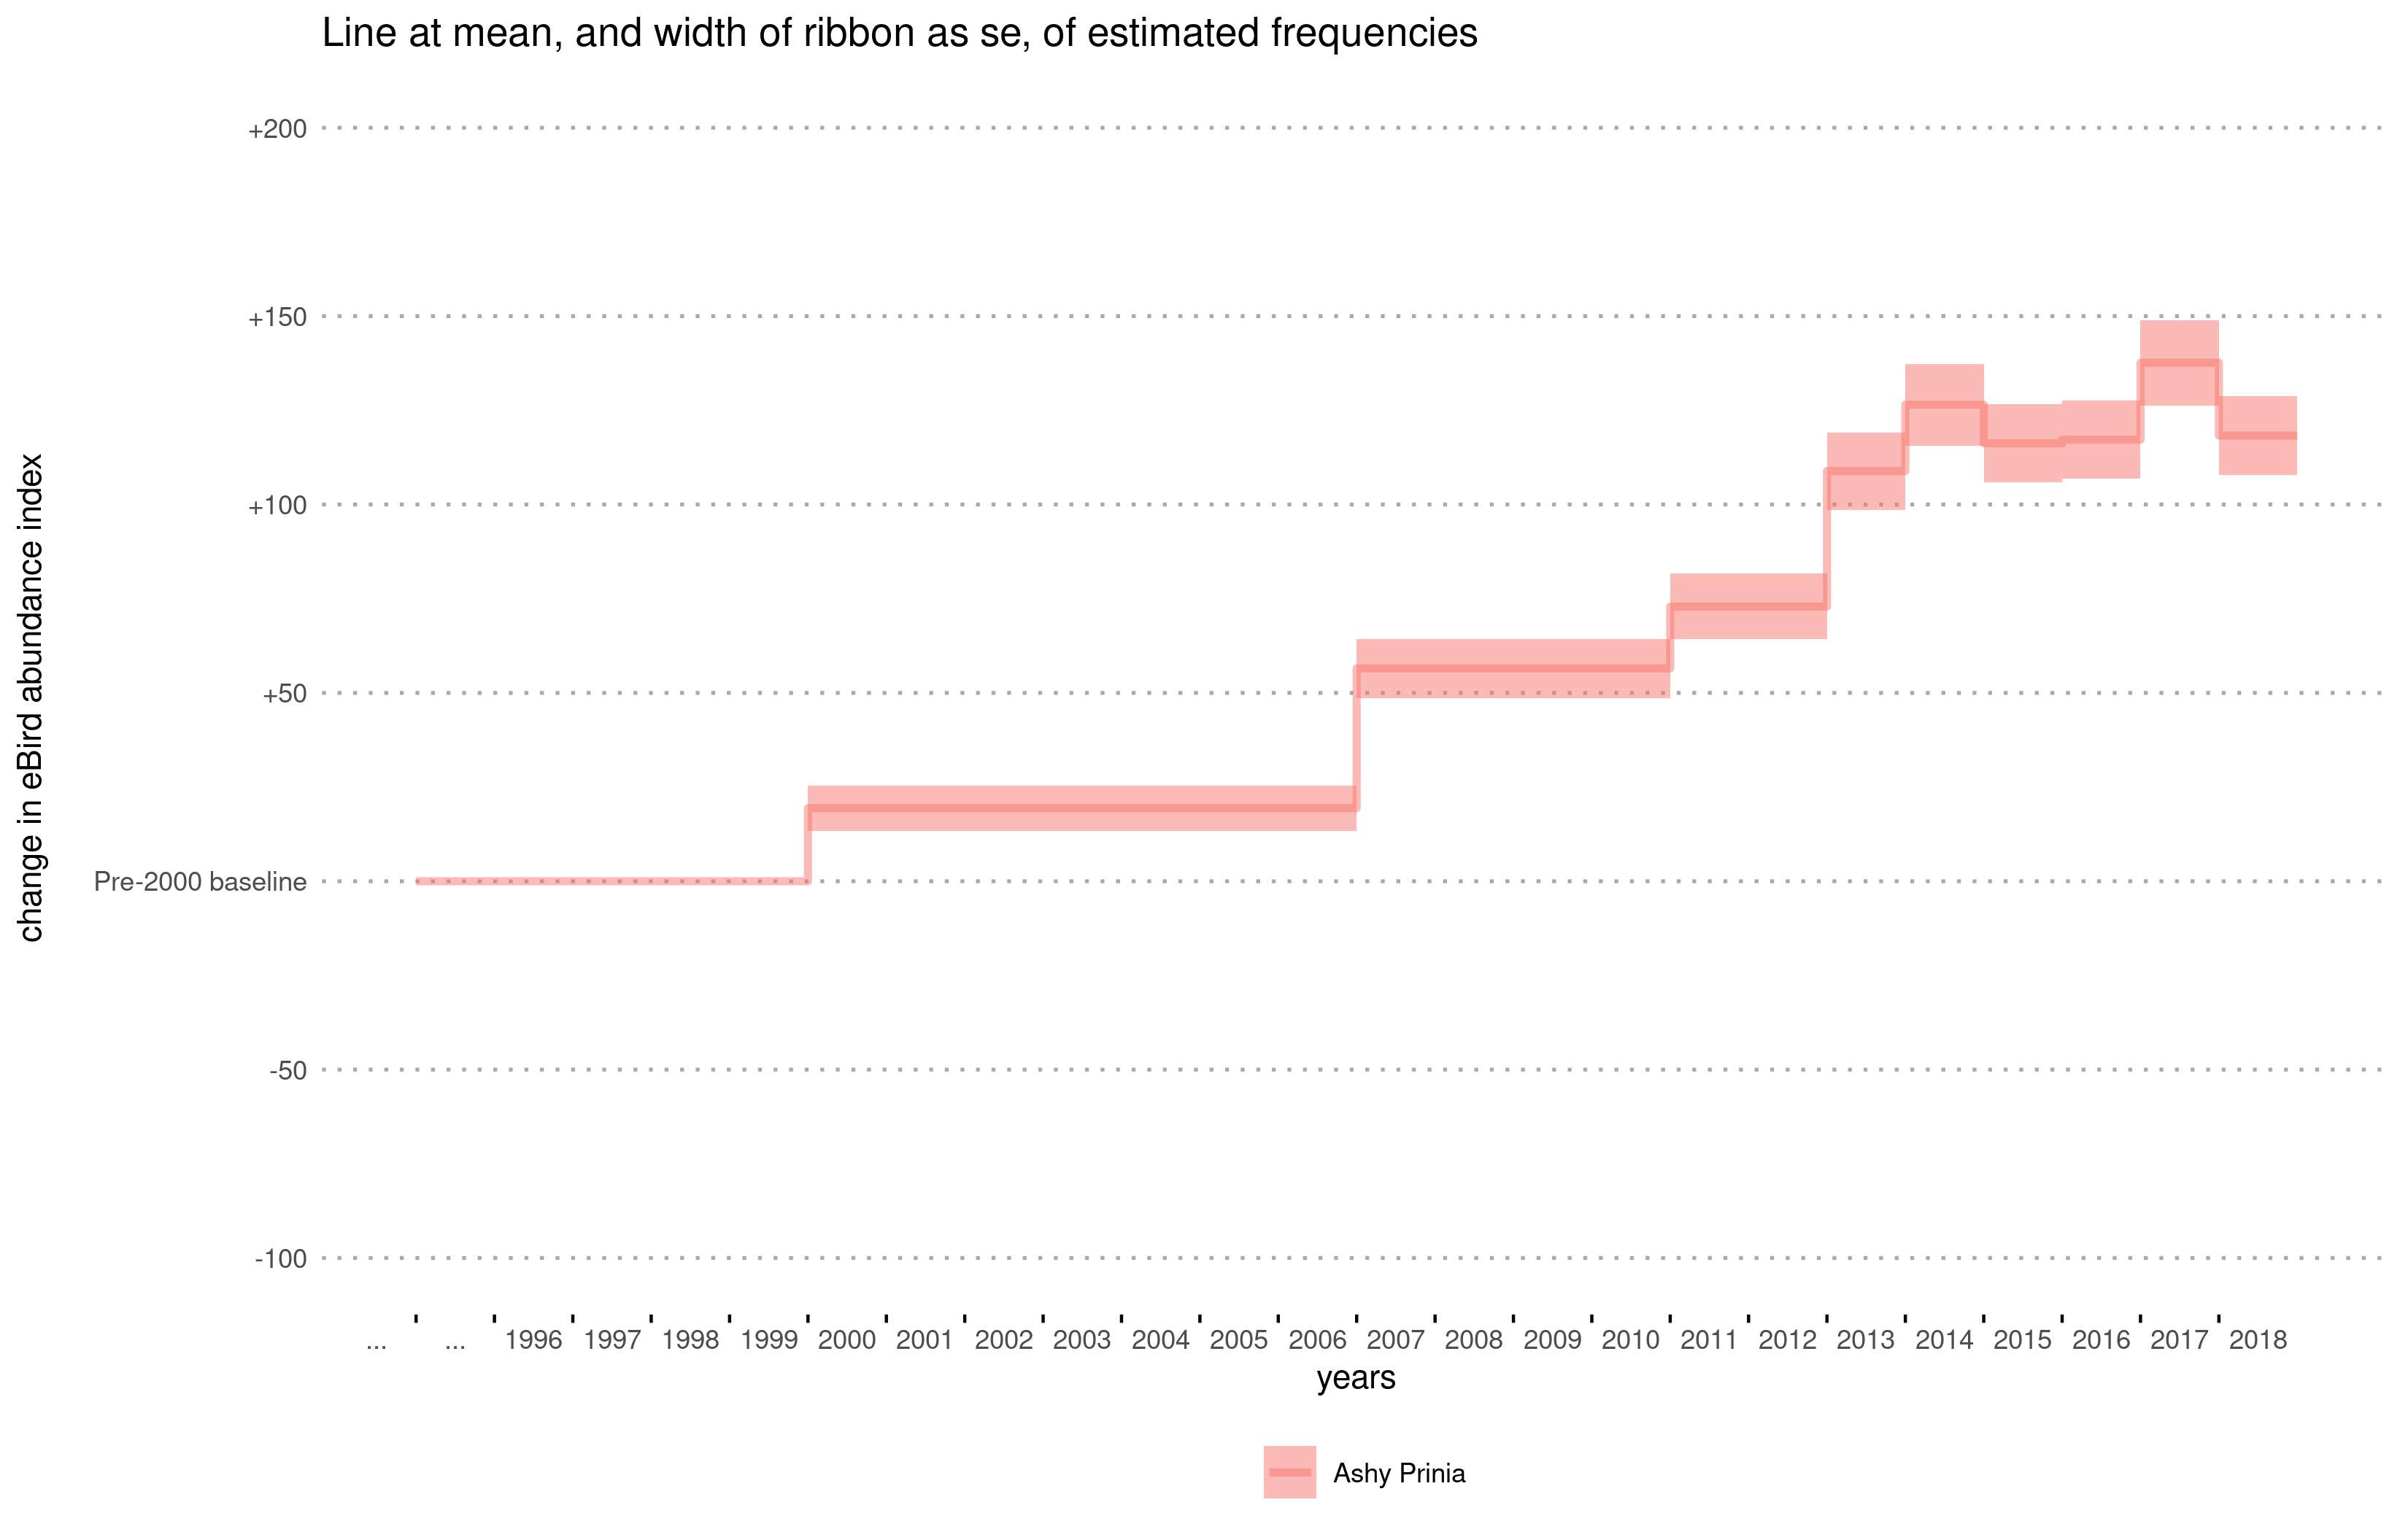 Line at mean, and width of ribbon as se, of estimated frequencies
change in eBird abundance index
+200
+150
+100
+50
Pre-2000 baseline
-50
-100
... ... 1996 1997 1998 1999 2000 2001 2002 2003 2004 2005 2006 2007 2008 2009 2010 2011 2012 2013 2014 2015 2016 2017 2018
years
Ashy Prinia